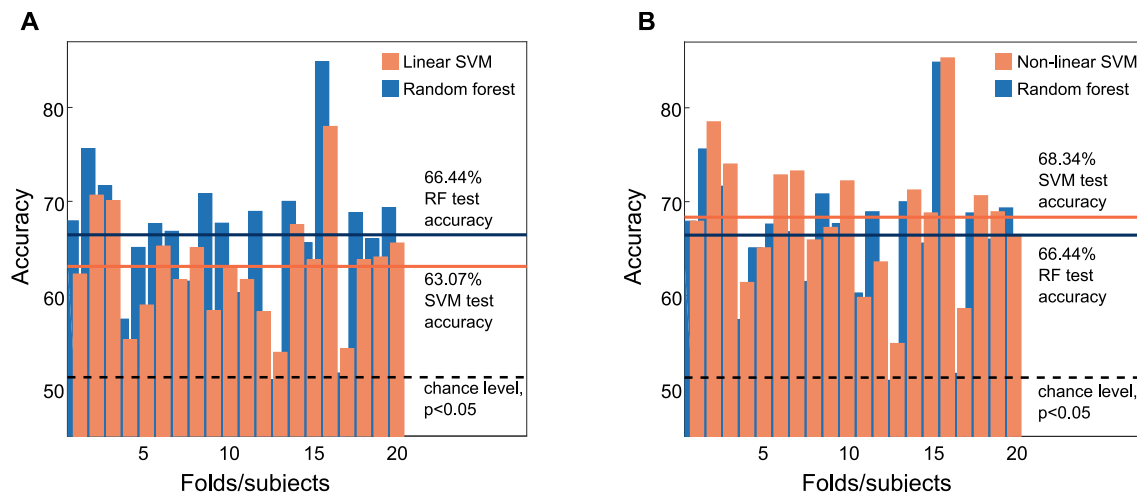 A
Linear SVM
Random forest
80
70
60
50
Accuracy
66.44%
RF test
accuracy
63.07%
SVM test
accuracy
chance level,
p<0.05
5
10
15
20
Folds/subjects
B
Non-linear SVM
Random forest
80
70
60
50
Accuracy
68.34%
SVM test
accuracy
66.44%
RF test
accuracy
chance level,
p<0.05
5
10
15
20
Folds/subjects